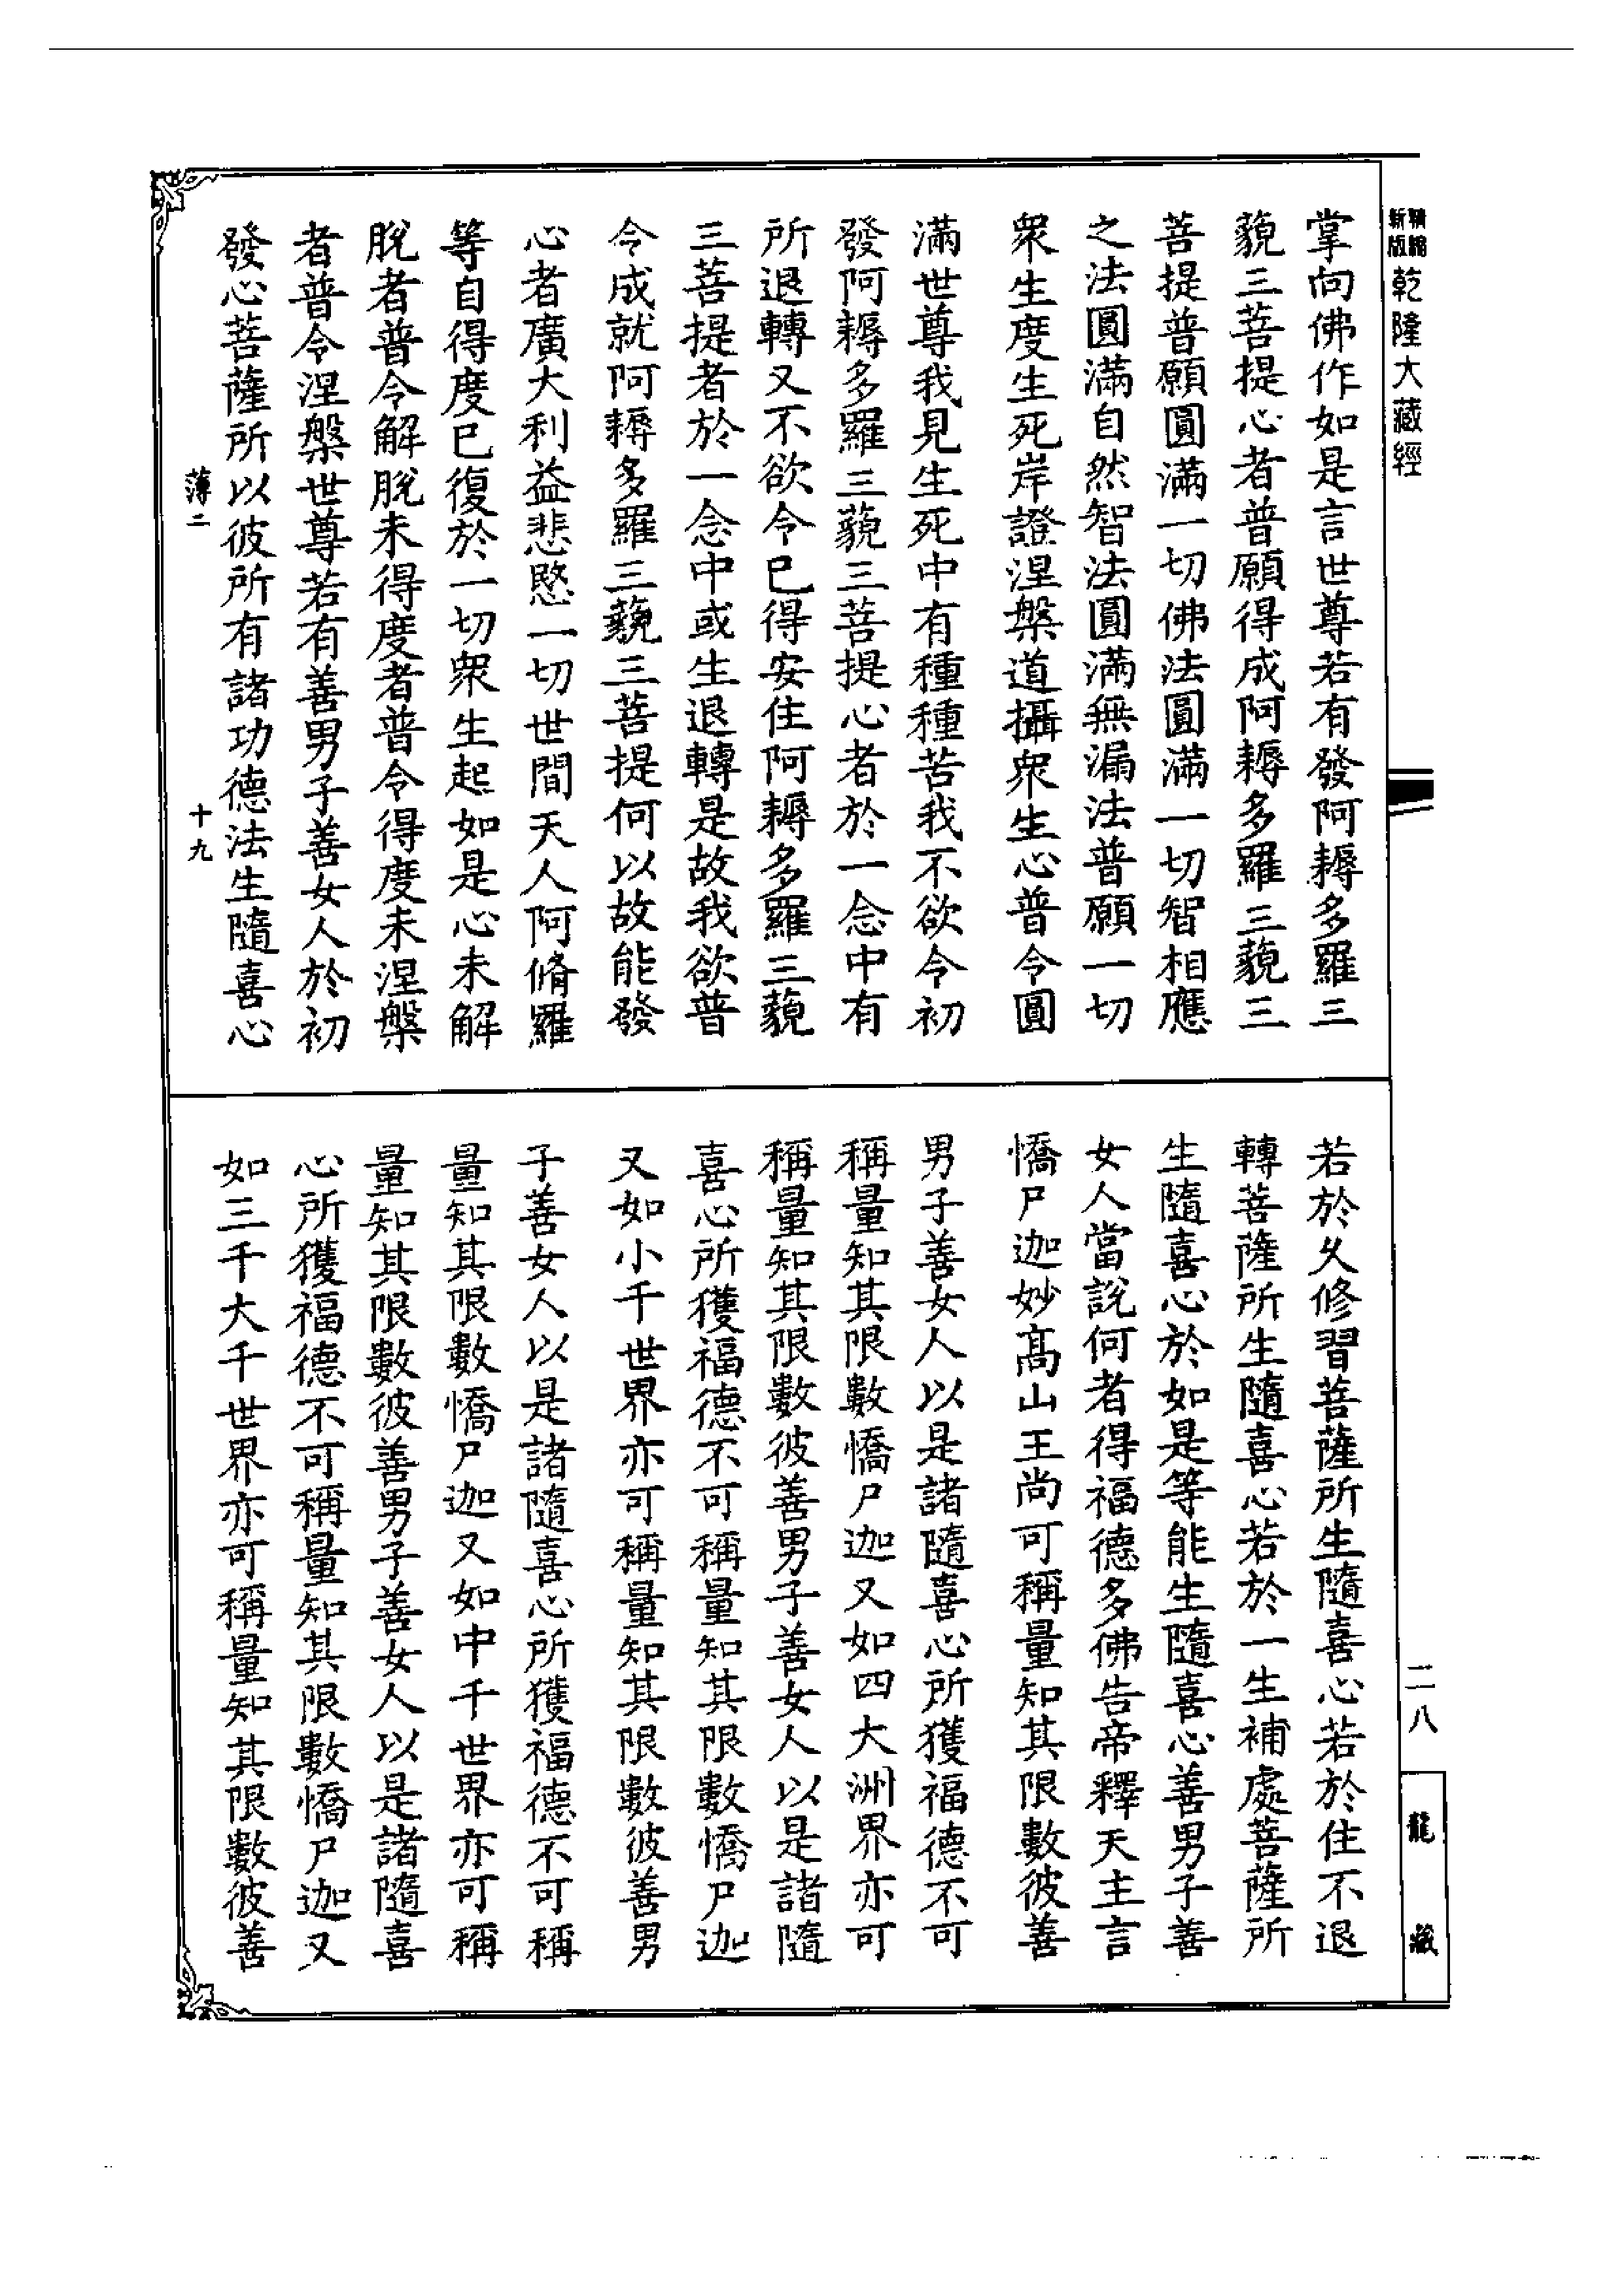 精縮
新版
乾隆大藏經
掌向佛作如是言世尊若有發阿耨多羅三
藐三菩提心者普願得成阿耨多羅三藐三
菩提普願圓滿一切佛法圓滿一切智相應
之法圓滿自然智法圓滿無漏法普願一切
眾生度生死岸證涅槃道攝眾生心普令圓
滿世尊我見生死中有種種苦我不欲令初
發阿耨多羅三藐三菩提心者於一念中有
所退轉又不欲令已得安住阿耨多羅三藐
三菩提者於一念中或生退轉是故我欲普
令成就阿耨多羅三藐三菩提何以故能發
心者廣大利益悲愍一切世間天人阿脩羅
等自得度已復於一切眾生起如是心未解
脫者普令解脫未得度者普令得度未涅槃
者普令涅槃世尊若有善男子善女人於初
發心菩薩所以彼所有諸功德法生隨喜心
薄二
十九
若於久修習菩薩所生隨喜心若於住不退
轉菩薩所生隨喜心若於一生補處菩薩所
生隨喜心於如是等能生隨喜心善男子善
女人當說何者得福德多佛告帝釋天主言
憍尸迦妙高山王尚可稱量知其限數彼善
男子善女人以是諸隨喜心所獲福德不可
稱量知其限數憍尸迦又如四大洲界亦可
稱量知其限數彼善男子善女人以是諸隨
喜心所獲福德不可稱量知其限數憍尸迦
又如小千世界亦可稱量知其限數彼善男
子善女人以是諸隨喜心所獲福德不可稱
量知其限數憍尸迦又如中千世界亦可稱
量知其限數彼善男子善女人以是諸隨喜
心所獲福德不可稱量知其限數憍尸迦又
如三千大千世界亦可稱量知其限數彼善
二八
龍藏